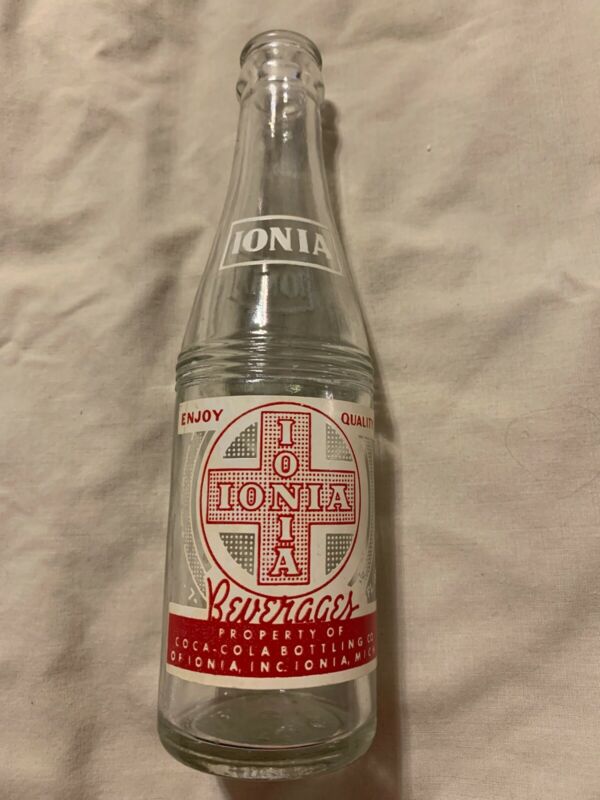 IONIA
ENJOY QUALITY
IONIA
IONIA
Beverages
PROPERTY OF
COCA-COLA BOTTLING CO.
OF IONIA, INC. IONIA, MICH